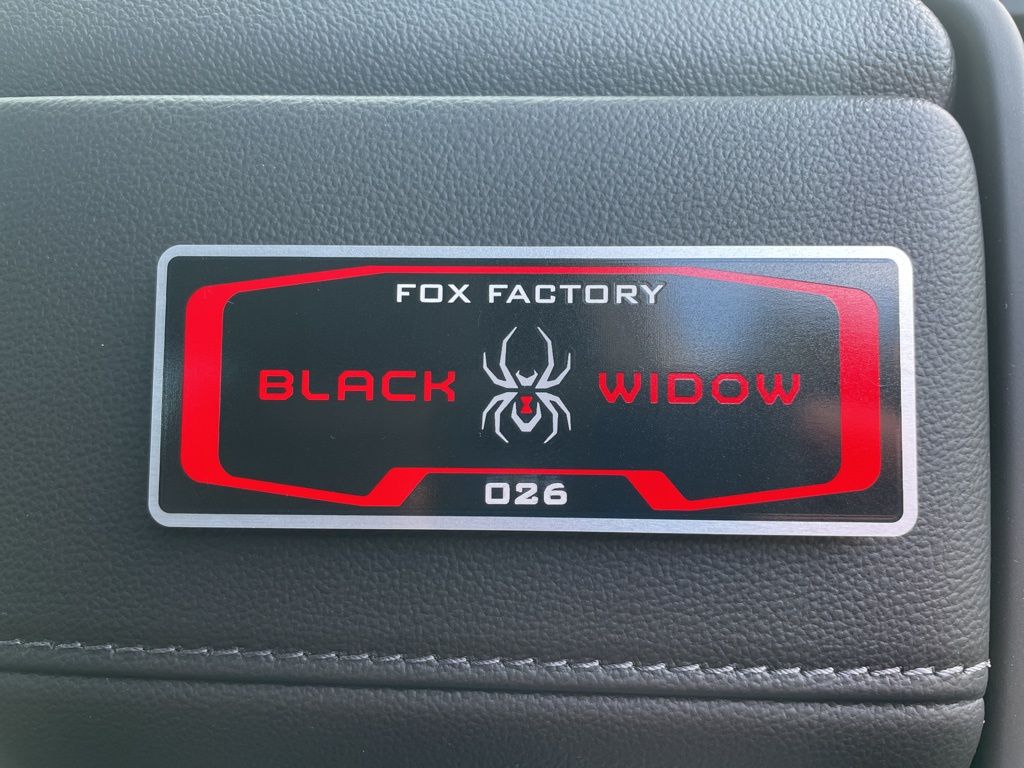 FOX FACTORY
BLACK WIDOW
026